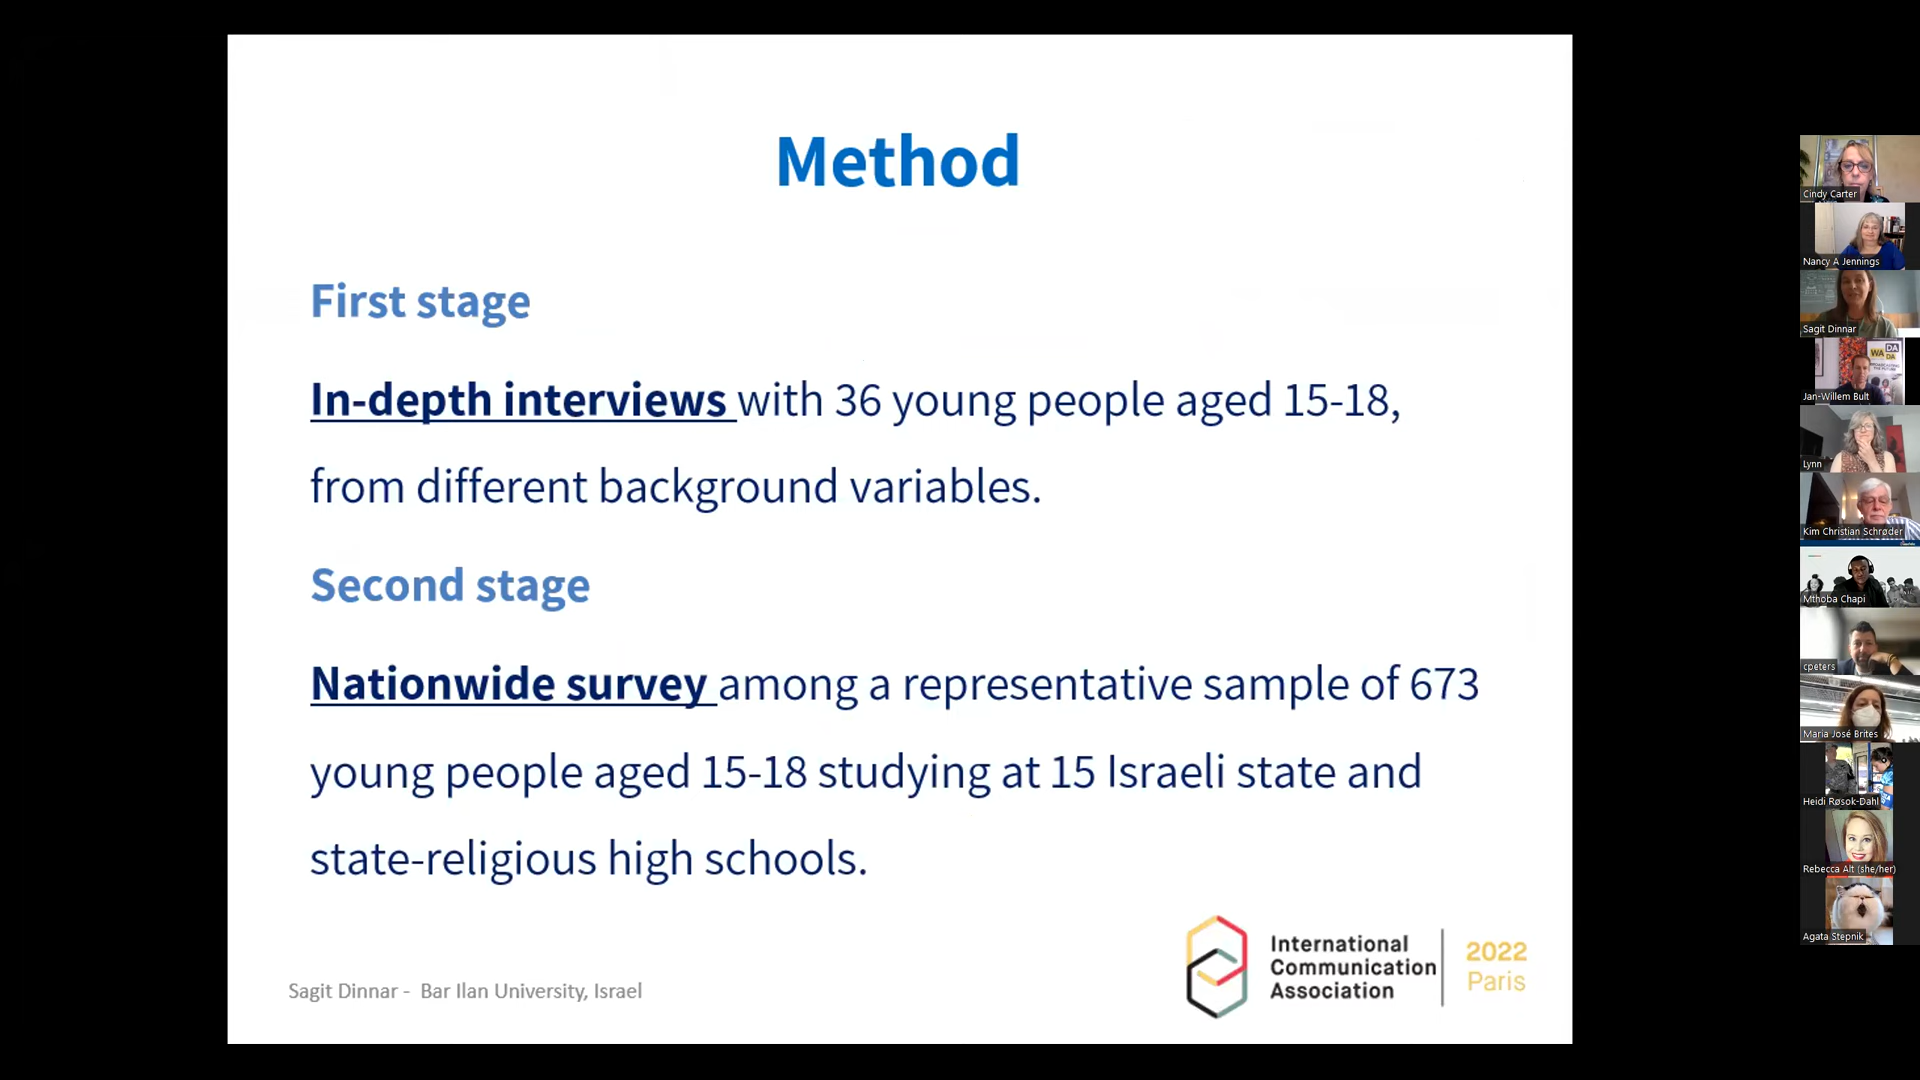 Method
First stage
In-depth interviews with 36 young people aged 15-18,
from different background variables.
Second stage
Nationwide survey among a representative sample of 673
young people aged 15-18 studying at 15 Israeli state and
state-religious high schools.
Sagit Dinnar - Bar Ilan University, Israel
International
Communication
Association
2022
Paris
Cindy Carter
Nancy A Jennings
Sagit Dinnar
WA DA
DA
Jan-Willem Bult
Lynn
Kim Christian Schrøder
Mthoba Chapi
cpeters
Maria José Brites
Heidi Røsok-Dahl
Rebecca Alt (she/her)
Agata Stepnik